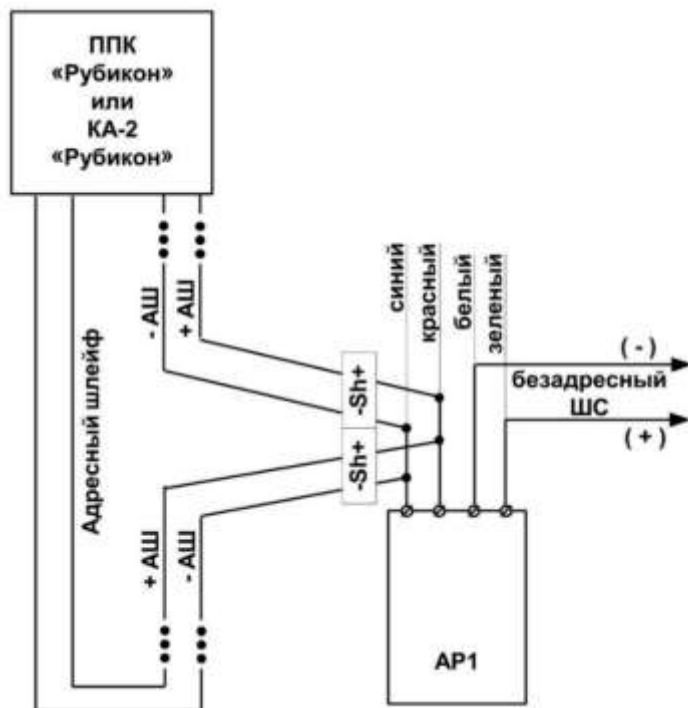 ППК
«Рубикон»
или
КА-2
«Рубикон»
- АШ
+ АШ
синий
красный
белый
зеленый
( - )
безадресный
ШС
( + )
-Sh+
-Sh+
Адресный шлейф
+ АШ
- АШ
АР1